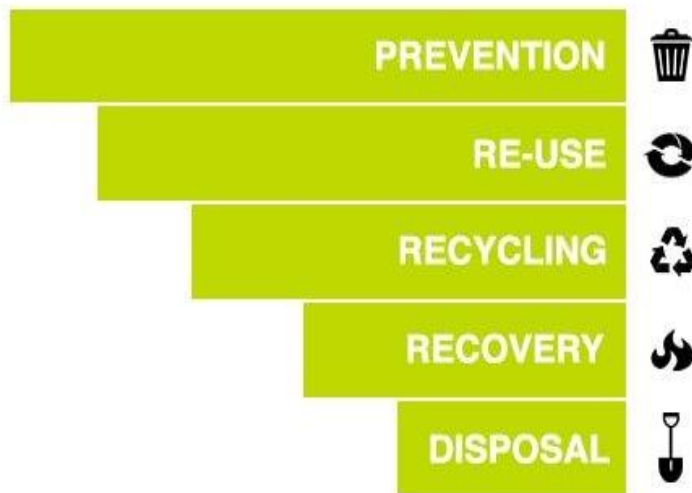 PREVENTION
RE-USE
RECYCLING
RECOVERY
DISPOSAL